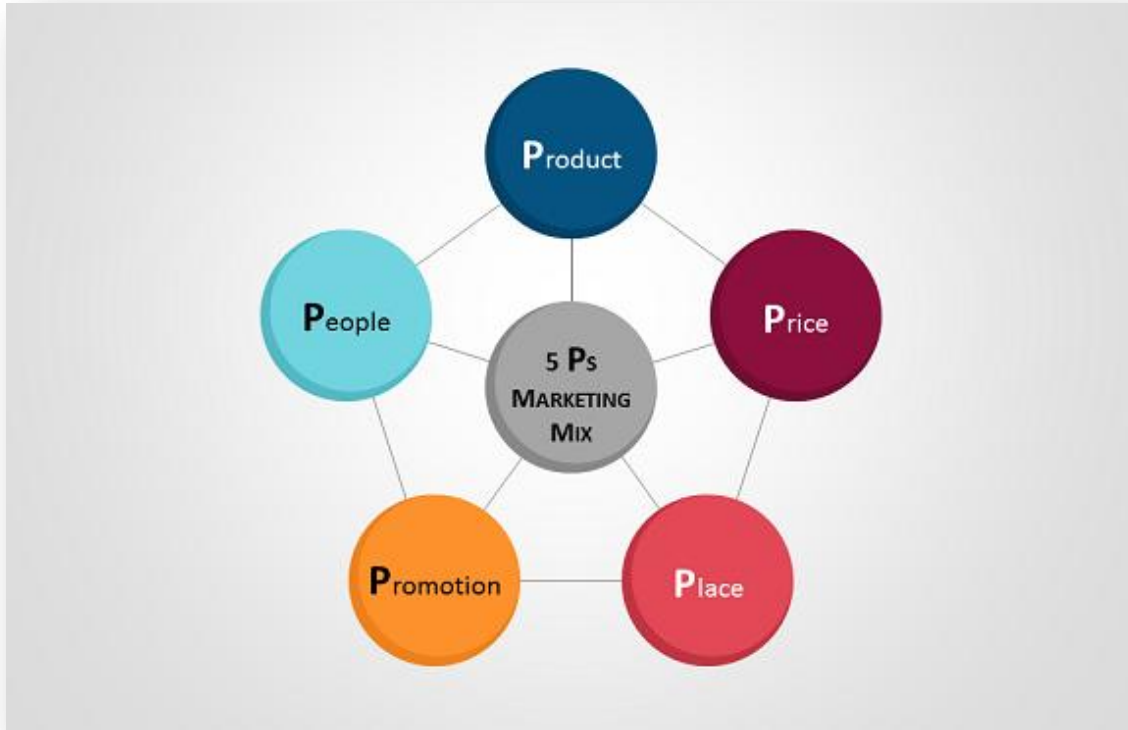 Product
People
Price
5 Ps
Marketing
Mix
Promotion
Place